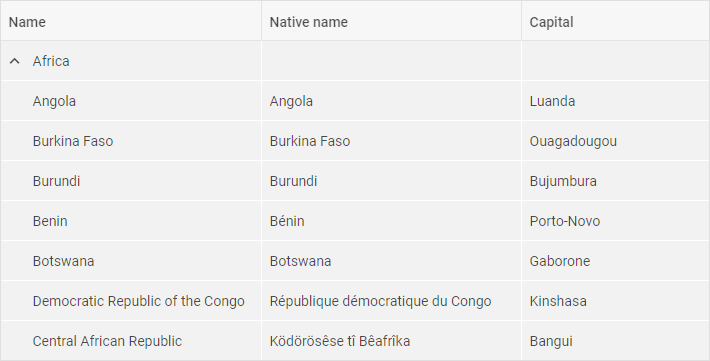 Name Native name Capital
Africa
Angola Angola Luanda
Burkina Faso Burkina Faso Ouagadougou
Burundi Burundi Bujumbura
Benin Bénin Porto-Novo
Botswana Botswana Gaborone
Democratic Republic of the Congo République démocratique du Congo Kinshasa
Central African Republic Ködörösêse tî Bêafrîka Bangui